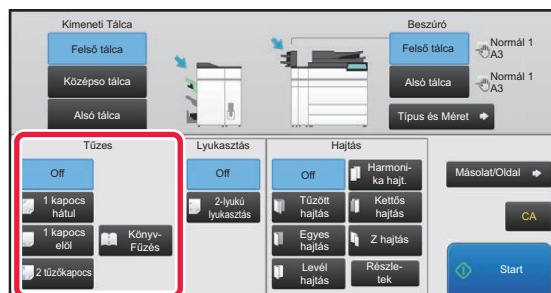 Kimeneti Tálca
Felső tálca
Középso tálca
Alsó tálca
Beszúró
Felső tálca
Normál 1
A3
Alsó tálca
Normál 1
A3
Típus és Méret
Tűzes
Off
1 kapocs
hátul
1 kapocs
elöl
2 tűzőkapocs
Könyv-
Fűzés
Lyukasztás
Off
2-lyukú
lyukasztás
Hajtás
Off
Harmoni-
ka hajt.
Tűzött
hajtás
Kettős
hajtás
Egyes
hajtás
Z hajtás
Levél
hajtás
Részle-
tek
Másolat/Oldal
CA
Start